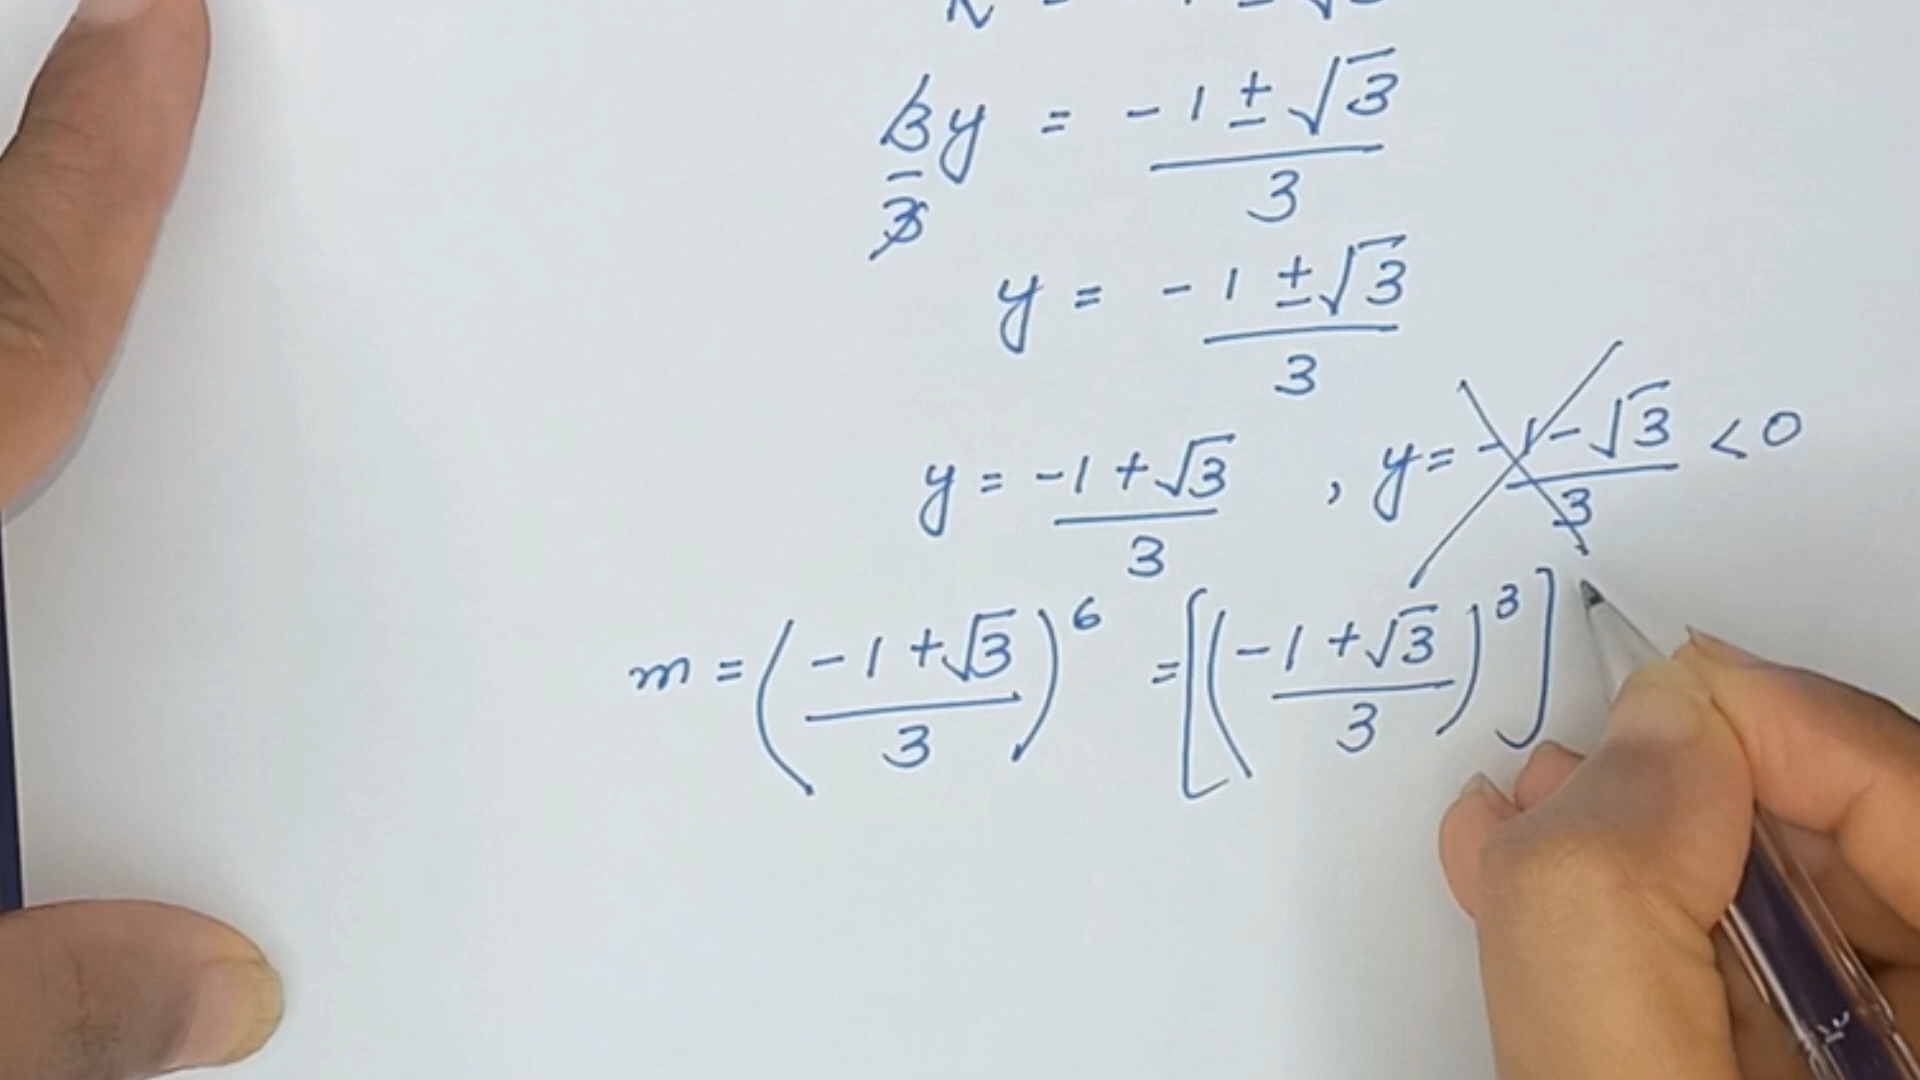 3y/3 = (-1 ± √3)/3
y = (-1 ± √3)/3
y = (-1 + √3)/3 , y = (-1 - √3)/3 < 0
m = ((-1 + √3)/3)^6 = [((-1 + √3)/3)^3]